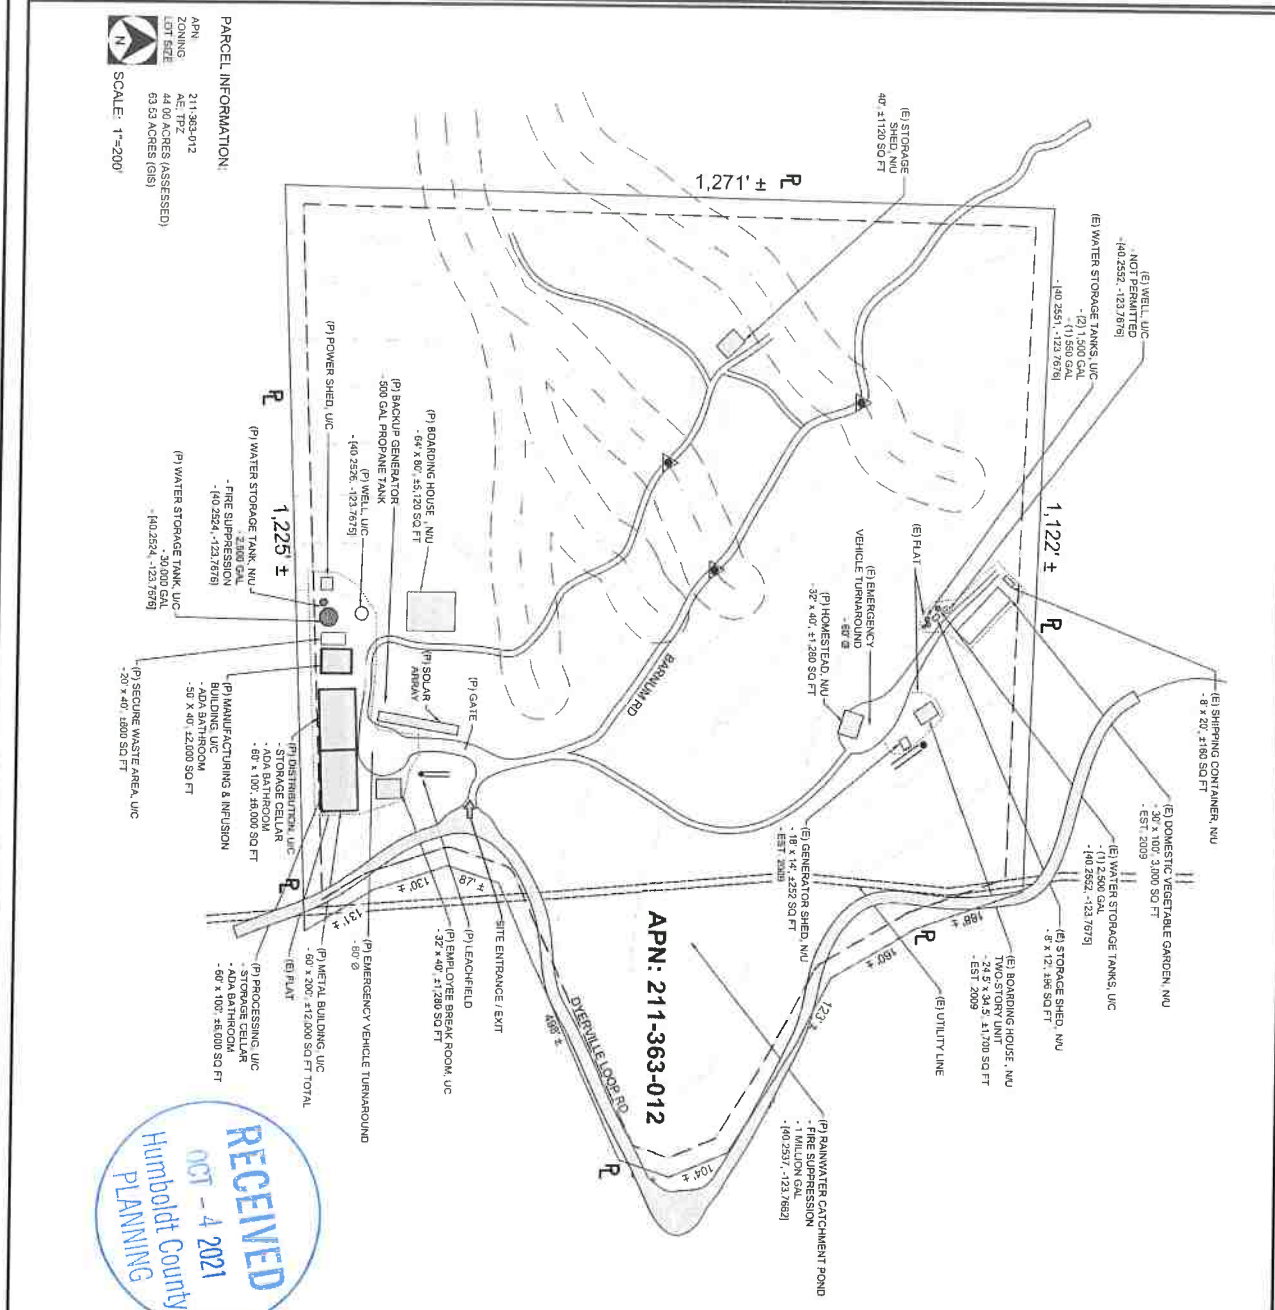 PARCEL INFORMATION:
APN: 211-363-012
ZONING: AE; TPZ
LOT SIZE: 44.00 ACRES (ASSESSED)
63.53 ACRES (GIS)
N
SCALE: 1"=200'
(E) STORAGE
SHED, N/U
40', ±1120 SQ FT
1,271' ±
PL
(E) WELL, U/C
- NOT PERMITTED
- [40.2552, -123.7676]
(E) WATER STORAGE TANKS, U/C
- (2) 1,500 GAL
- (1) 550 GAL
- [40.2551, -123.7676]
1,122' ±
PL
(E) SHIPPING CONTAINER, N/U
- 8' x 20', ±160 SQ FT
(E) DOMESTIC VEGETABLE GARDEN, N/U
- 30' x 100', 3,000 SQ FT
- EST. 2009
(E) WATER STORAGE TANKS, U/C
- (1) 2,500 GAL
- [40.2552, -123.7675]
(E) STORAGE SHED, N/U
- 8' x 12', ±96 SQ FT
(E) BOARDING HOUSE, N/U
TWO-STORY UNIT
- 24.5' x 34.5', ±1,700 SQ FT
- EST. 2009
(E) UTILITY LINE
(E) FLAT
(E) EMERGENCY
VEHICLE TURNAROUND
- 60' Ø
(P) HOMESTEAD, N/U
- 32' x 40', ±1,280 SQ FT
(E) GENERATOR SHED, N/U
- 18' x 14', ±252 SQ FT
- EST. 2009
BARNUM RD
188' ±
PL
160' ±
123' ±
(P) RAINWATER CATCHMENT POND
- FIRE SUPPRESSION
- 1 MILLION GAL
- [40.2537, -123.7662]
APN: 211-363-012
104' ±
PL
DYERVILLE LOOP RD
498' ±
(P) BOARDING HOUSE, N/U
- 64' x 80', ±5,120 SQ FT
(P) BACKUP GENERATOR
- 500 GAL PROPANE TANK
(P) WELL, U/C
- [40.2526, -123.7675]
(P) POWER SHED, U/C
PL
1,225' ±
(P) WATER STORAGE TANK, N/U
- 2,500 GAL
- FIRE SUPPRESSION
- [40.2524, -123.7676]
(P) WATER STORAGE TANK, U/C
- 30,000 GAL
- [40.2524, -123.7676]
(P) SOLAR
ARRAY
(P) GATE
SITE ENTRANCE / EXIT
(P) LEACHFIELD
(P) EMPLOYEE BREAK ROOM, UC
- 32' x 40', ±1,280 SQ FT
87' ±
130' ±
131' ±
PL
(P) EMERGENCY VEHICLE TURNAROUND
- 60' Ø
(E) FLAT
(P) METAL BUILDING, U/C
- 60' x 200', ±12,000 SQ FT TOTAL
(P) PROCESSING, U/C
- STORAGE CELLAR
- ADA BATHROOM
- 60' x 100', ±6,000 SQ FT
(P) DISTRIBUTION, U/C
- STORAGE CELLAR
- ADA BATHROOM
- 60' x 100', ±6,000 SQ FT
(P) MANUFACTURING & INFUSION
BUILDING, U/C
- ADA BATHROOM
- 50' X 40', ±2,000 SQ FT
(P) SECURE WASTE AREA, U/C
- 20' x 40', ±800 SQ FT
RECEIVED
OCT - 4 2021
Humboldt County
PLANNING